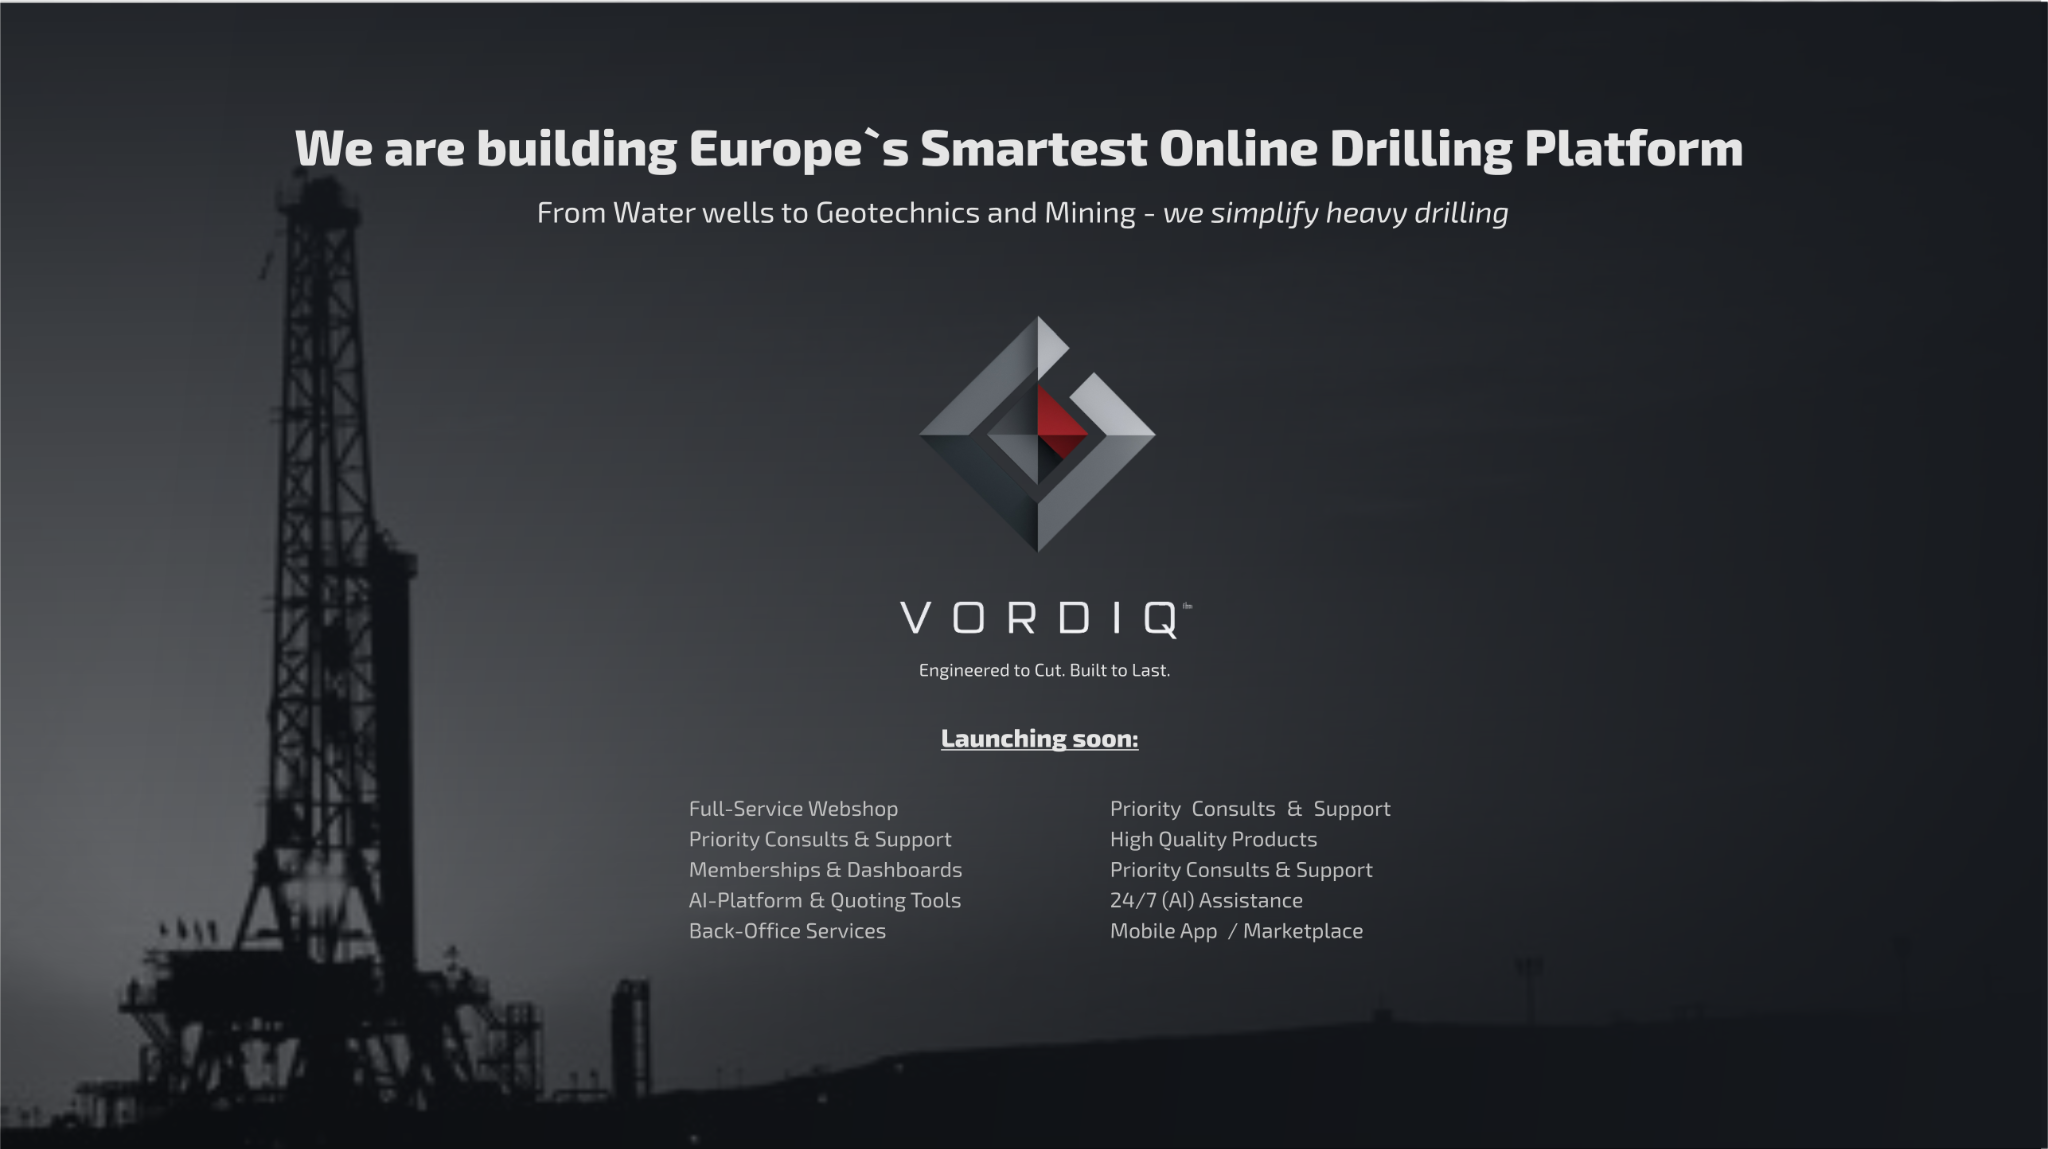 We are building Europe`s Smartest Online Drilling Platform
From Water wells to Geotechnics and Mining - we simplify heavy drilling
VORDIQ
Engineered to Cut. Built to Last.
Launching soon:
Full-Service Webshop
Priority Consults & Support
Memberships & Dashboards
AI-Platform & Quoting Tools
Back-Office Services
Priority Consults & Support
High Quality Products
Priority Consults & Support
24/7 (AI) Assistance
Mobile App / Marketplace